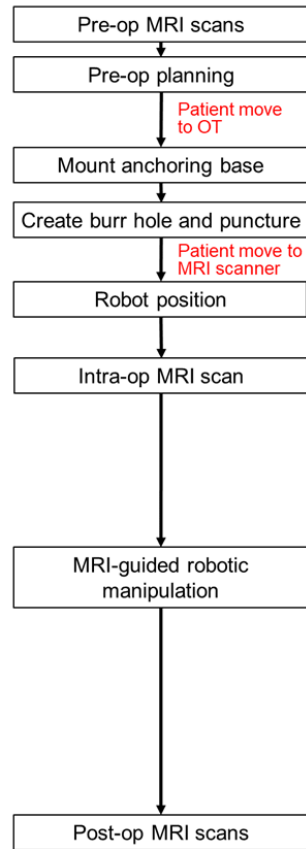 Pre-op MRI scans
Pre-op planning
Patient move
to OT
Mount anchoring base
Create burr hole and puncture
Patient move to
MRI scanner
Robot position
Intra-op MRI scan
MRI-guided robotic
manipulation
Post-op MRI scans